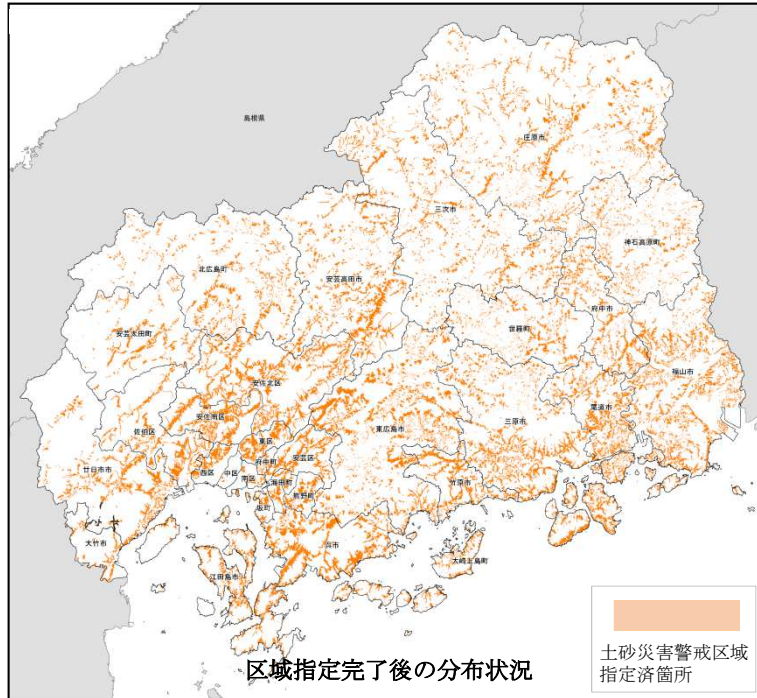 島根県
庄原市
三次市
神石高原町
北広島町
安芸高田市
府中市
世羅町
安芸太田町
福山市
安佐北区
安佐南区
尾道市
三原市
佐伯区
東広島市
東区
安芸区
府中町
廿日市市
西区
中区
南区
海田町
竹原市
熊野町
坂町
大竹市
呉市
大崎上島町
江田島市
区域指定完了後の分布状況
土砂災害警戒区域
指定済箇所